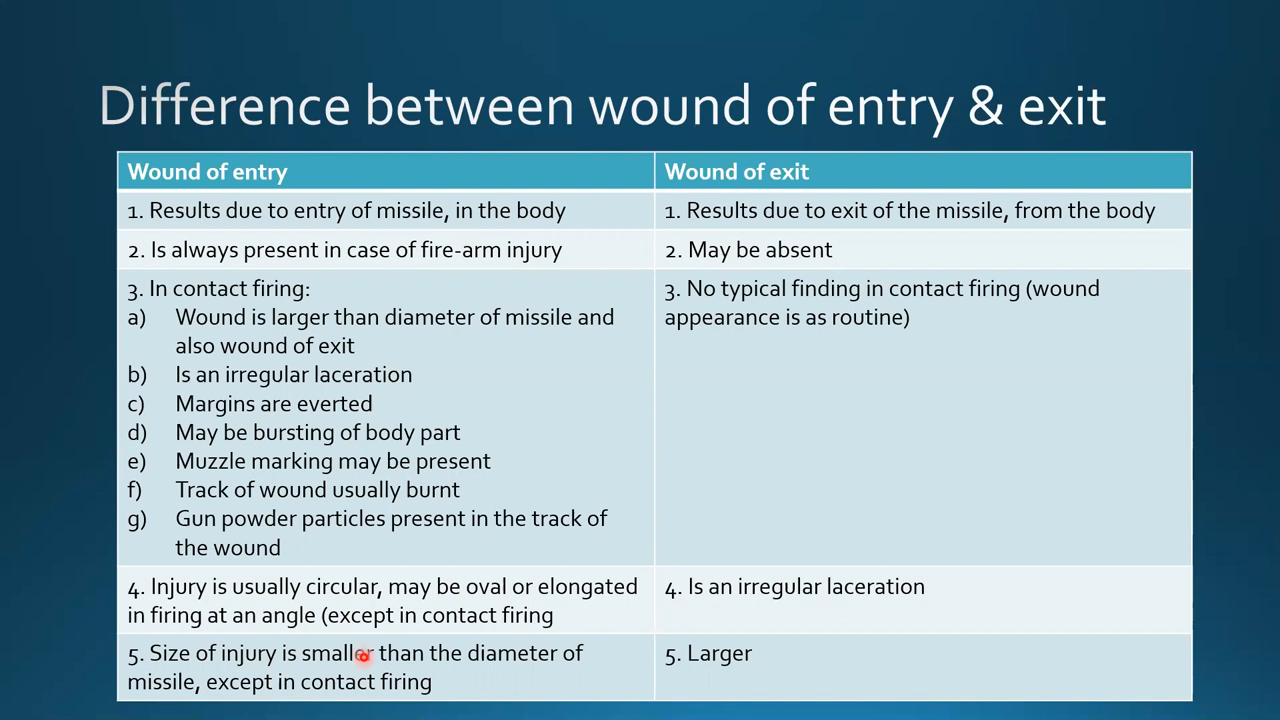 Difference between wound of entry & exit
Wound of entry
Wound of exit
1. Results due to entry of missile, in the body
1. Results due to exit of the missile, from the body
2. Is always present in case of fire-arm injury
2. May be absent
3. In contact firing:
a) Wound is larger than diameter of missile and
also wound of exit
b) Is an irregular laceration
c) Margins are everted
d) May be bursting of body part
e) Muzzle marking may be present
f) Track of wound usually burnt
g) Gun powder particles present in the track of
the wound
3. No typical finding in contact firing (wound
appearance is as routine)
4. Injury is usually circular, may be oval or elongated
in firing at an angle (except in contact firing
4. Is an irregular laceration
5. Size of injury is smaller than the diameter of
missile, except in contact firing
5. Larger